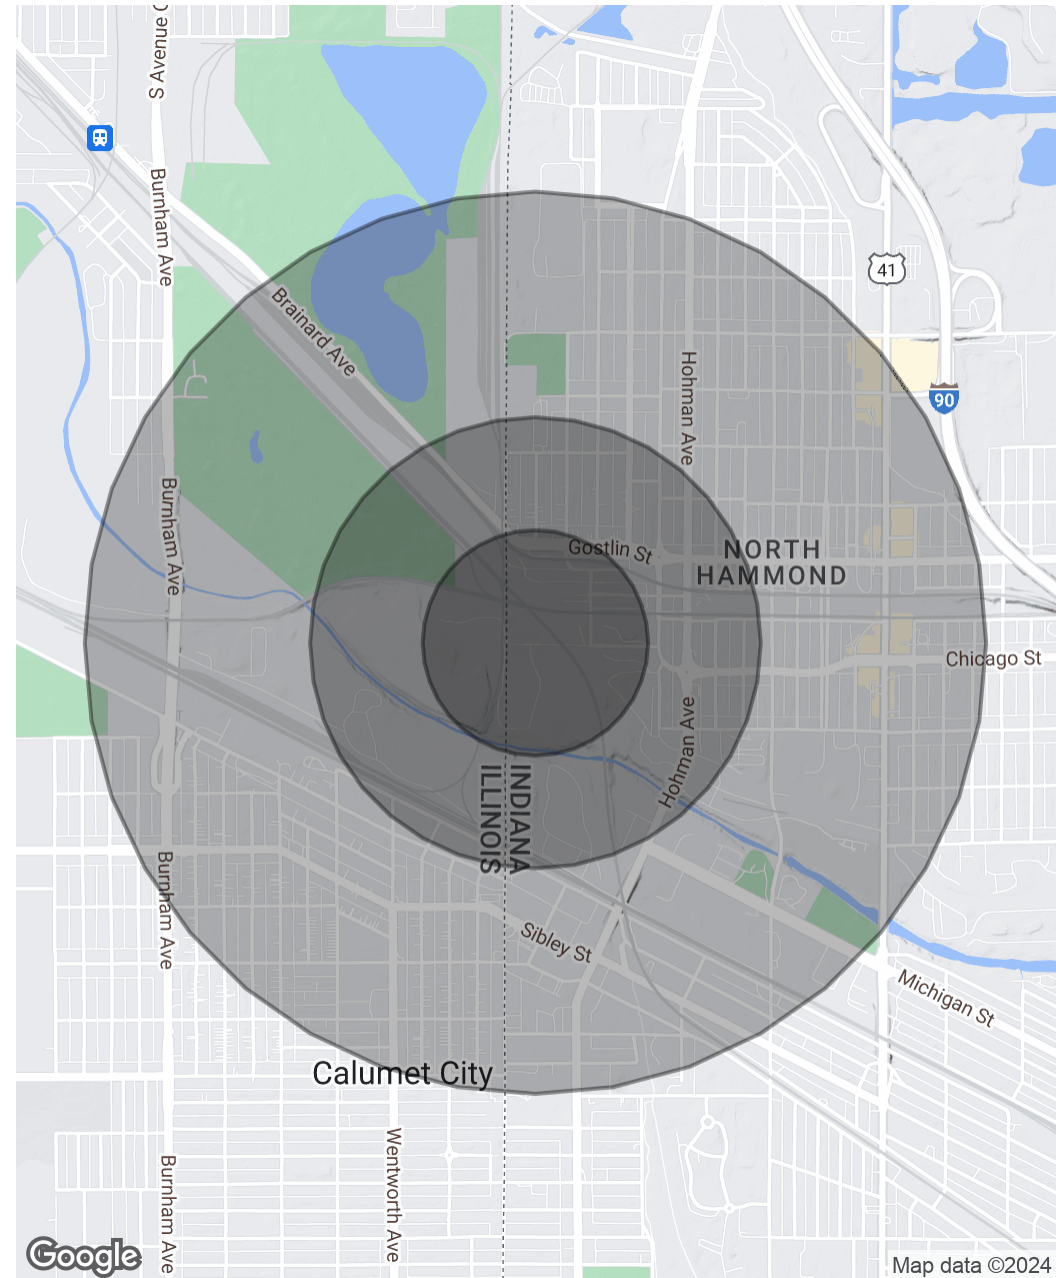 S Avenue O
Burnham Ave
41
Brainard Ave
Hohman Ave
90
Burnham Ave
Gostlin St
NORTH
HAMMOND
Chicago St
Hohman Ave
INDIANA
ILLINOIS
Burnham Ave
Sibley St
Michigan St
Calumet City
Wentworth Ave
Burnham Ave
Google
Map data ©2024